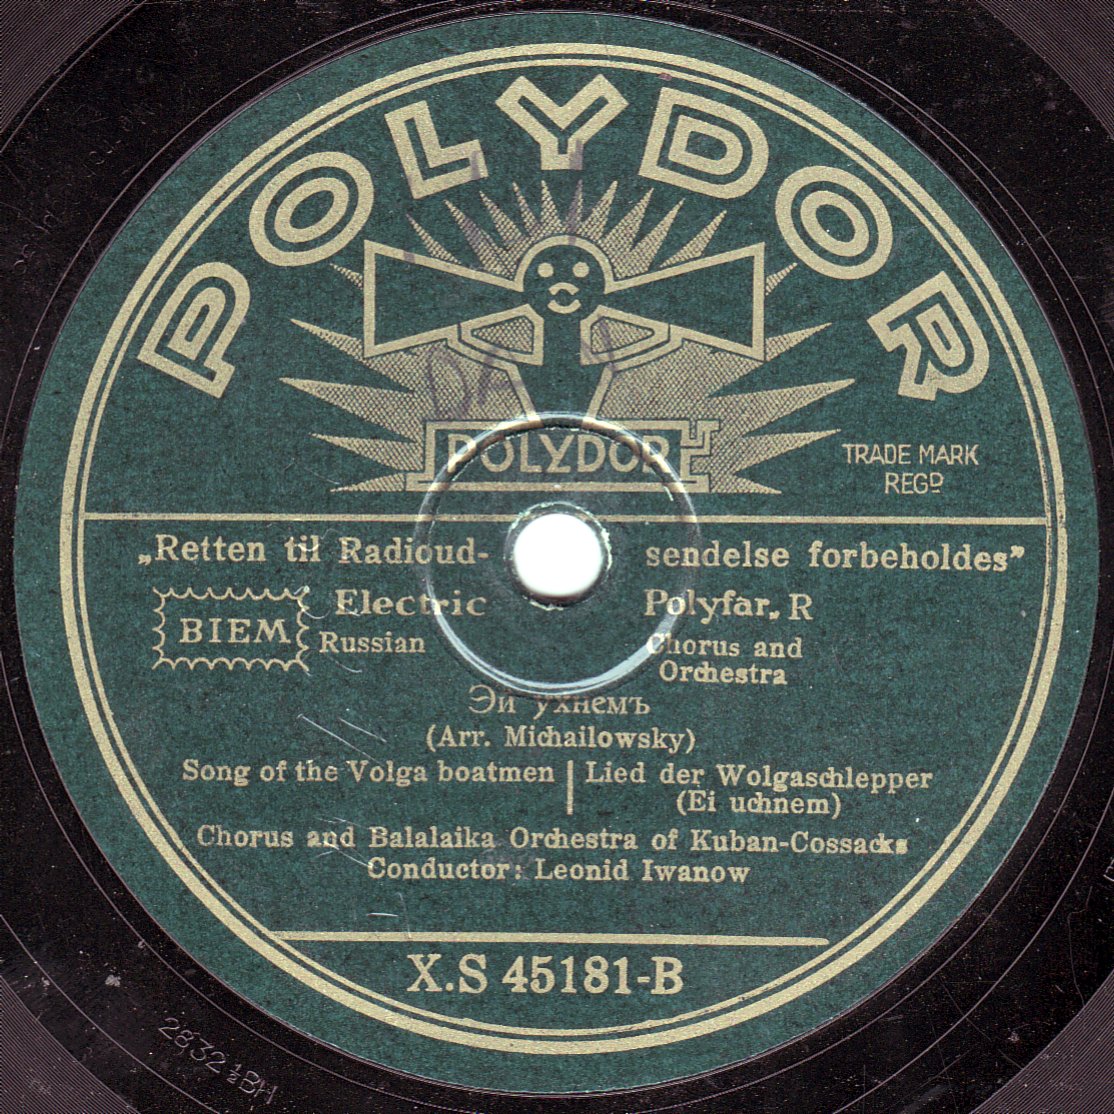 POLYDOR
POLYDOR
TRADE MARK
REGD
„Retten til Radioud- sendelse forbeholdes”
BIEM
Electric Polyfar„ R
Russian Chorus and
Orchestra
Эй ухнемъ
(Arr. Michailowsky)
Song of the Volga boatmen | Lied der Wolgaschlepper
(Ei uchnem)
Chorus and Balalaika Orchestra of Kuban-Cossacks
Conductor: Leonid Iwanow
X.S 45181-B
2832½BH